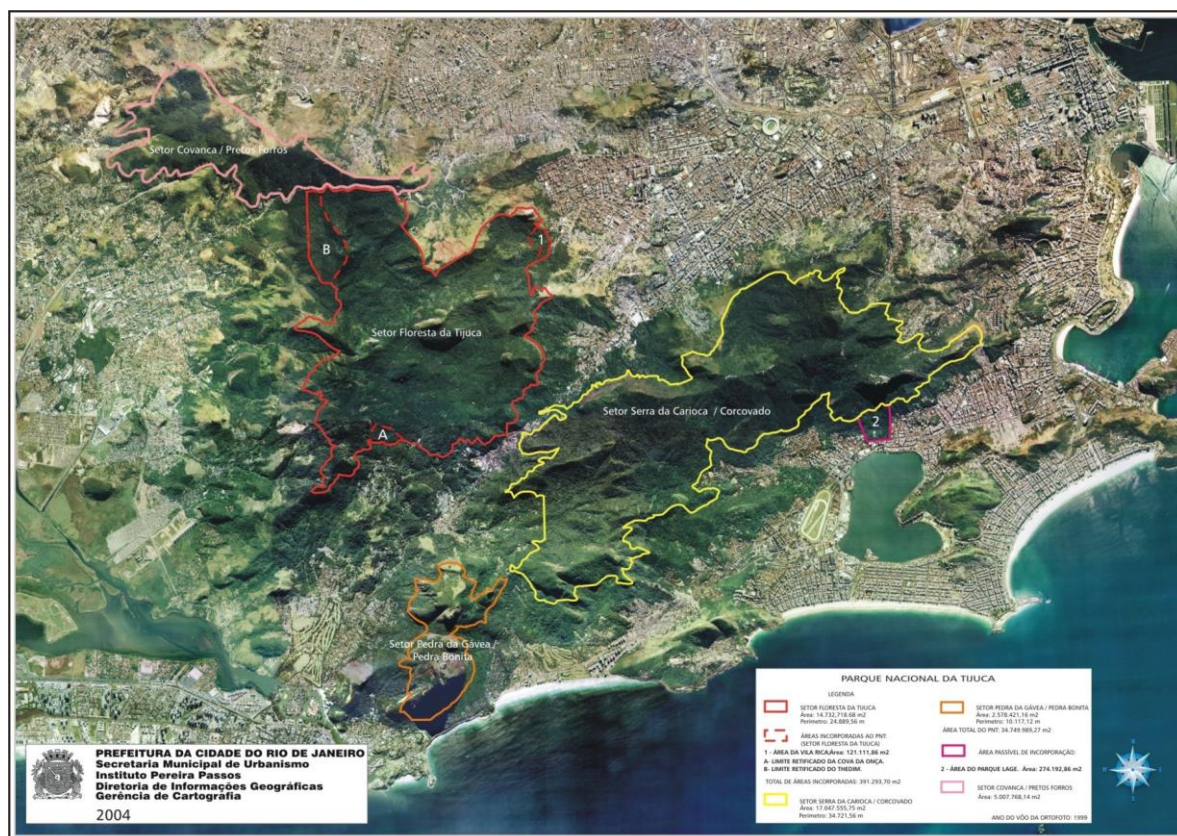 Setor Covanca / Pretos Forros
B
1
Setor Floresta da Tijuca
A
Setor Serra da Carioca / Corcovado
2
Setor Pedra da Gávea /
Pedra Bonita
PREFEITURA DA CIDADE DO RIO DE JANEIRO
Secretaria Municipal de Urbanismo
Instituto Pereira Passos
Diretoria de Informações Geográficas
Gerência de Cartografia
2004
PARQUE NACIONAL DA TIJUCA
LEGENDA
SETOR FLORESTA DA TIJUCA
Área: 14.732,718.68 m2
Perímetro: 24.889,56 m
ÁREAS INCORPORADAS AO PNT:
(SETOR FLORESTA DA TIJUCA)
1 - ÁREA DA VILA RICA;Área: 121.111,86 m2
A- LIMITE RETIFICADO DA COVA DA ONÇA.
B- LIMITE RETIFICADO DO THEDIM.
TOTAL DE ÁREAS INCORPORADAS: 391.293,70 m2
SETOR SERRA DA CARIOCA / CORCOVADO
Área: 17.047.555,75 m2
Perímetro: 34.721,56 m
SETOR PEDRA DA GÁVEA / PEDRA BONITA
Área: 2.578.421,16 m2
Perímetro: 10.117,12 m
ÁREA TOTAL DO PNT: 34.749.989,27 m2
ÁREA PASSÍVEL DE INCORPORAÇÃO:
2 - ÁREA DO PARQUE LAGE. Área: 274.192,86 m2
SETOR COVANCA / PRETOS FORROS
Área: 5.007.768,14 m2
ANO DO VÔO DA ORTOFOTO: 1999